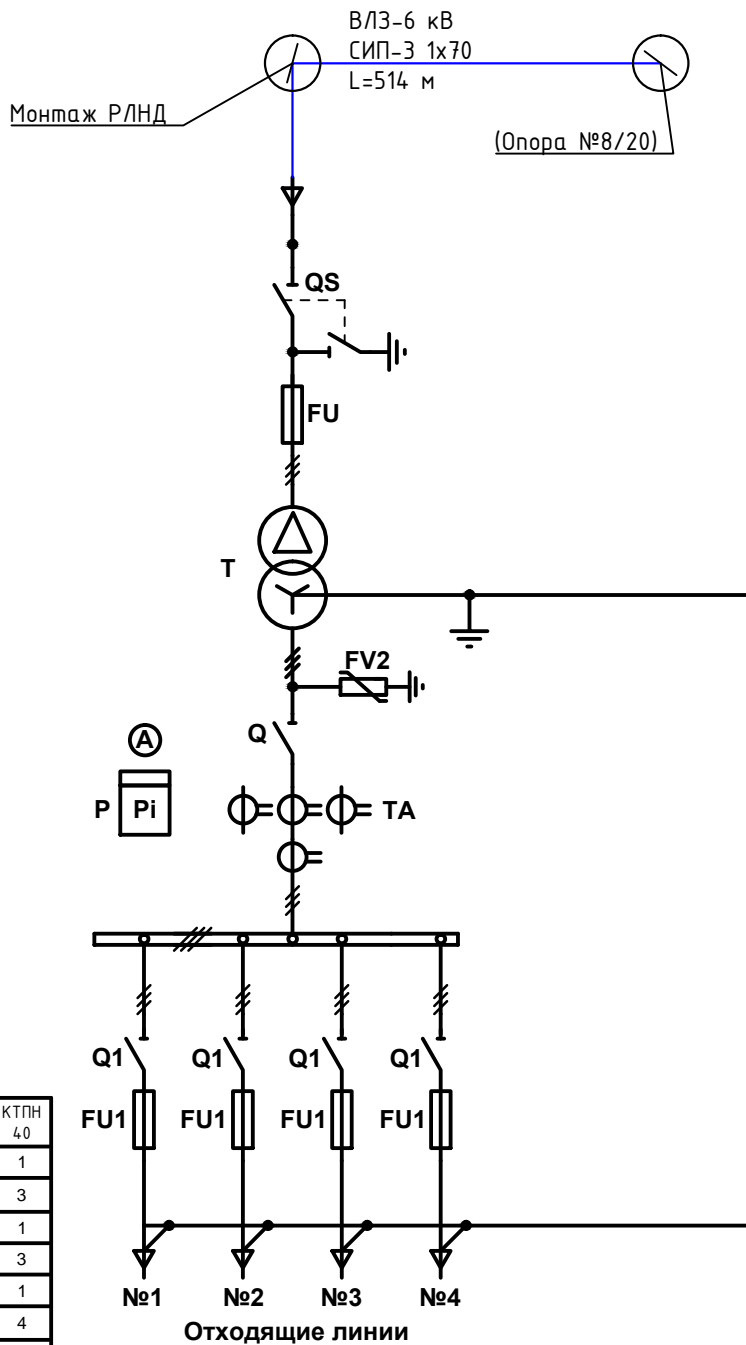 ВЛЗ-6 кВ
СИП-3 1х70
L=514 м
Монтаж РЛНД
(Опора №8/20)
QS
FU
T
FV2
Q
A
P
Pi
TA
Q1
Q1
Q1
Q1
FU1
FU1
FU1
FU1
КТПН
40
1
3
1
3
1
4
№1
№2
№3
№4
Отходящие линии